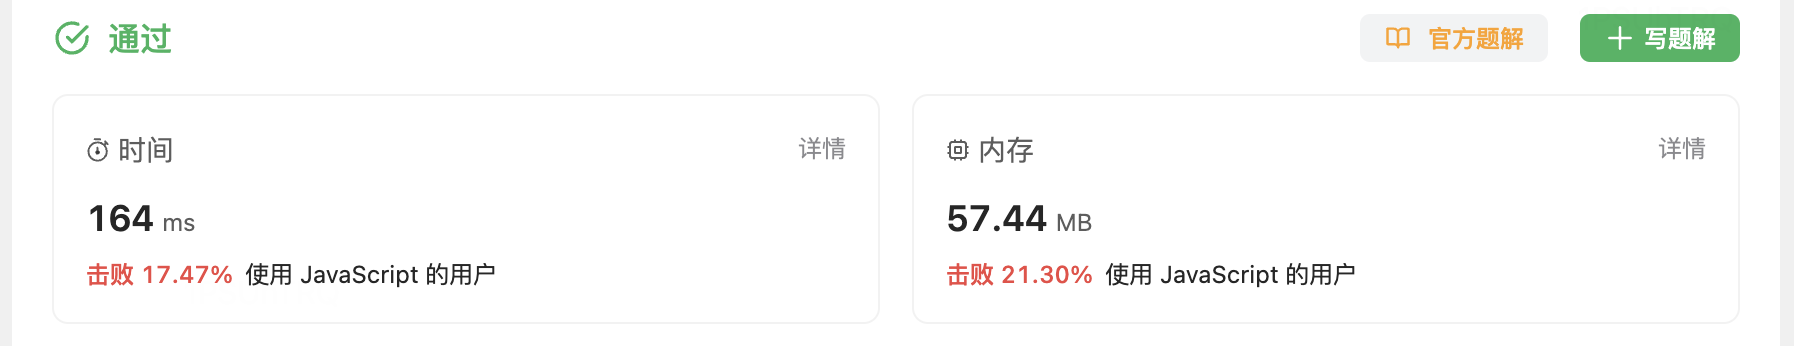 通过
官方题解
写题解
时间
详情
164 ms
击败 17.47% 使用 JavaScript 的用户
内存
详情
57.44 MB
击败 21.30% 使用 JavaScript 的用户